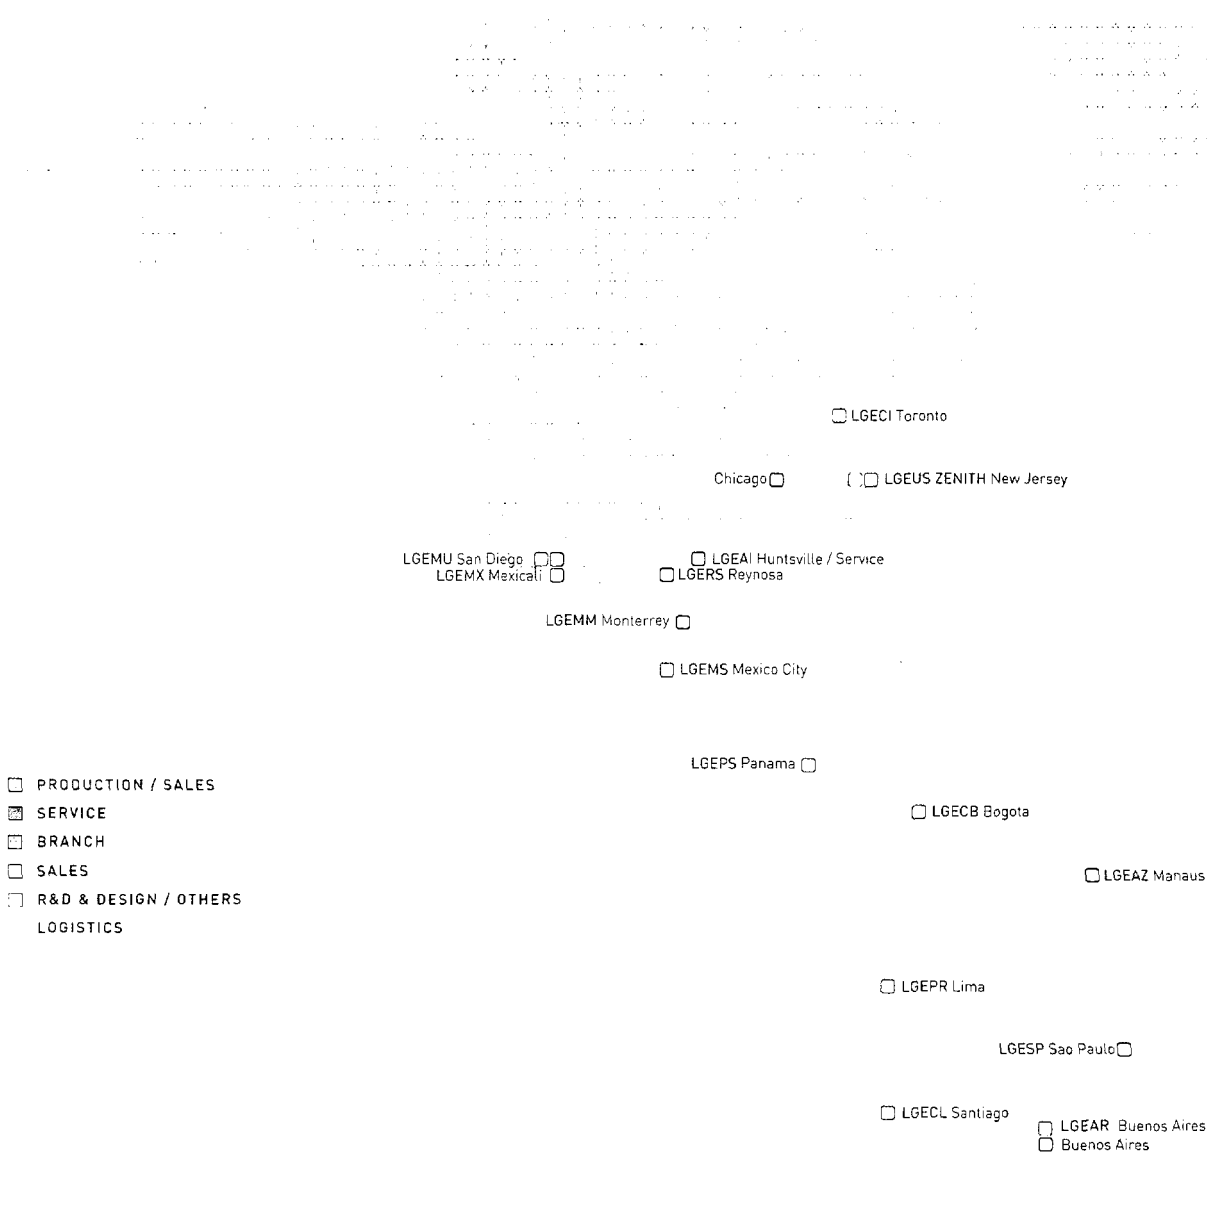 LGECI Toronto
Chicago
LGEUS ZENITH New Jersey
LGEMU San Diego
LGEAI Huntsville / Service
LGEMX Mexicali
LGERS Reynosa
LGEMM Monterrey
LGEMS Mexico City
LGEPS Panama
PRODUCTION / SALES
SERVICE
BRANCH
SALES
R&D & DESIGN / OTHERS
LOGISTICS
LGECB Bogota
LGEAZ Manaus
LGEPR Lima
LGESP Sao Paulo
LGECL Santiago
LGEAR Buenos Aires
Buenos Aires